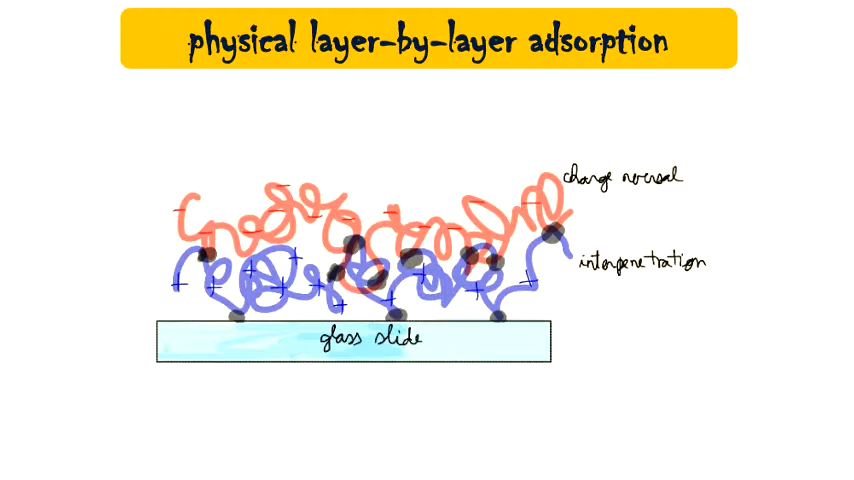 physical layer-by-layer adsorption
charge reversal
interpenetration
glass slide